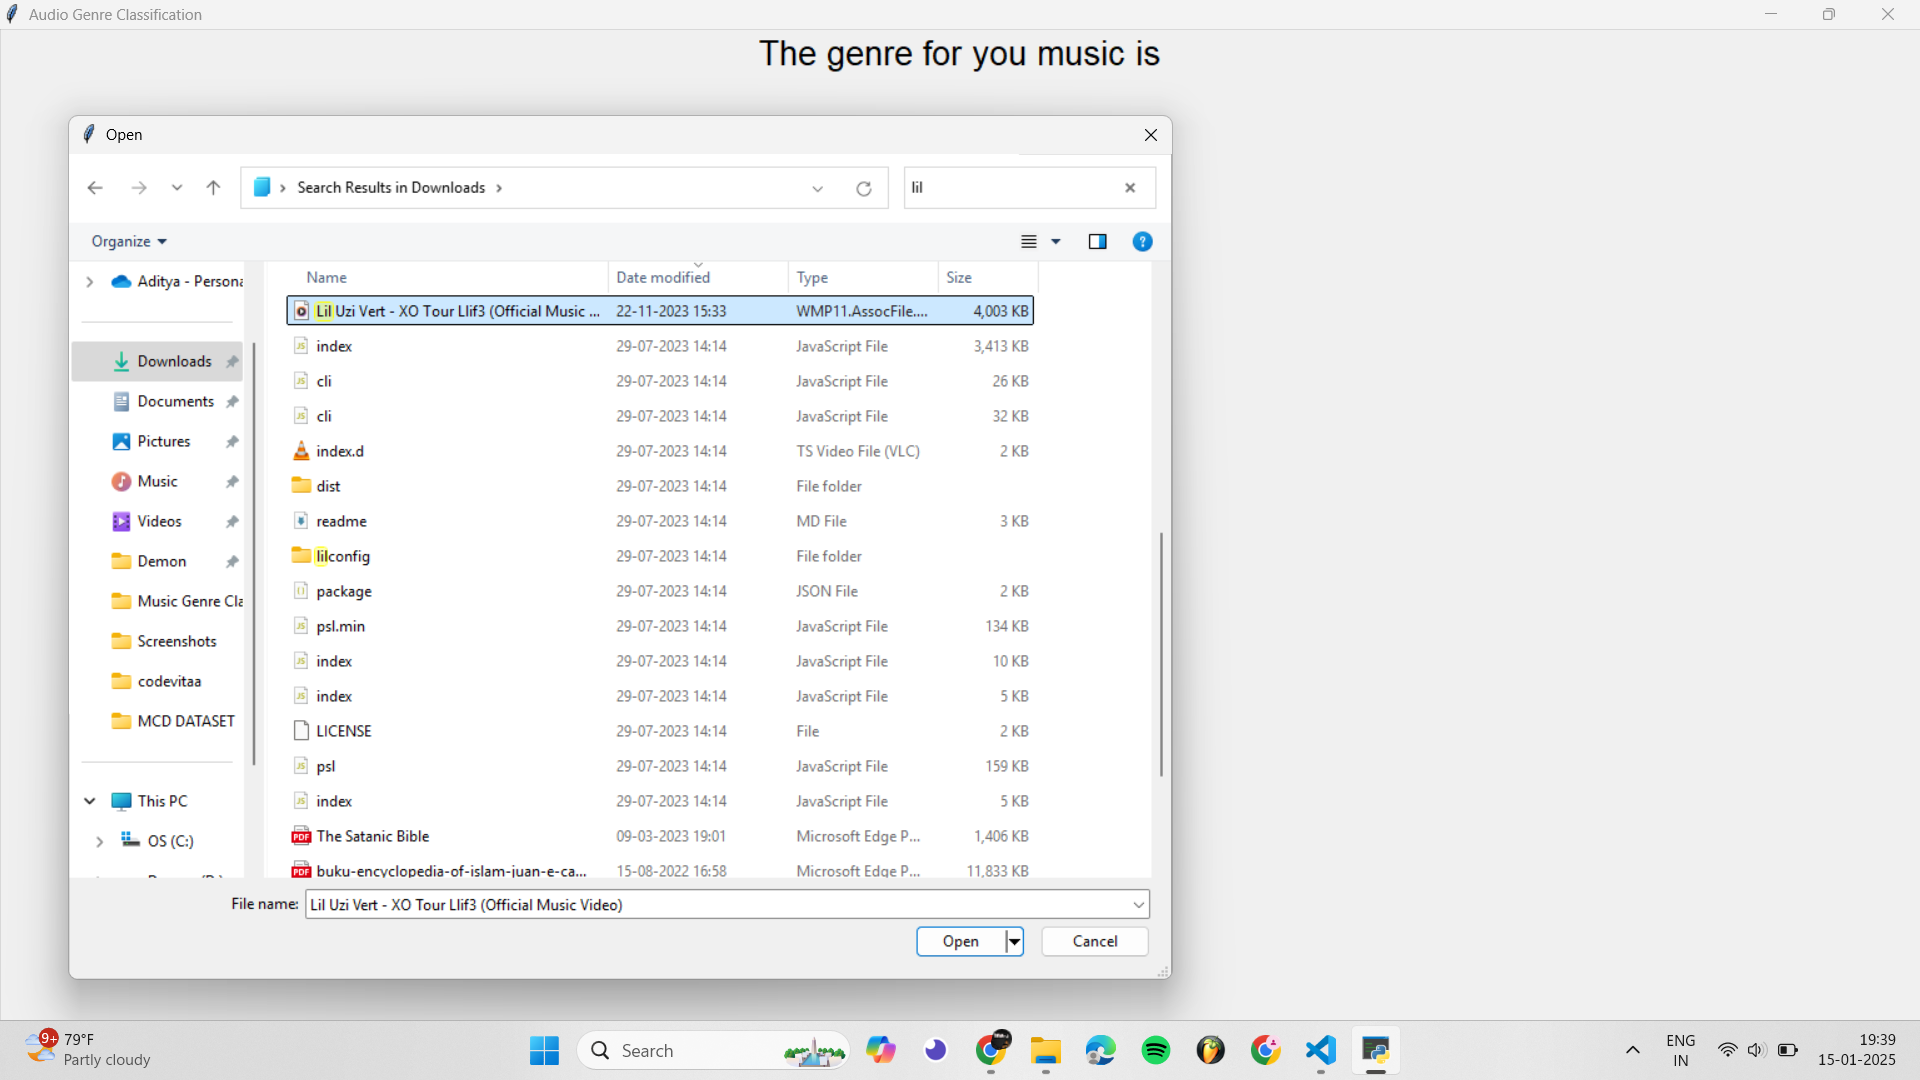 Audio Genre Classification
The genre for you music is
Open
Search Results in Downloads
lil
Organize
Name Date modified Type Size
Aditya - Persona
Downloads
Documents
Pictures
Music
Videos
Demon
Music Genre Cla
Screenshots
codevitaa
MCD DATASET
This PC
OS (C:)
Lil Uzi Vert - XO Tour Llif3 (Official Music ... 22-11-2023 15:33 WMP11.AssocFile.... 4,003 KB
index 29-07-2023 14:14 JavaScript File 3,413 KB
cli 29-07-2023 14:14 JavaScript File 26 KB
cli 29-07-2023 14:14 JavaScript File 32 KB
index.d 29-07-2023 14:14 TS Video File (VLC) 2 KB
dist 29-07-2023 14:14 File folder
readme 29-07-2023 14:14 MD File 3 KB
lilconfig 29-07-2023 14:14 File folder
package 29-07-2023 14:14 JSON File 2 KB
psl.min 29-07-2023 14:14 JavaScript File 134 KB
index 29-07-2023 14:14 JavaScript File 10 KB
index 29-07-2023 14:14 JavaScript File 5 KB
LICENSE 29-07-2023 14:14 File 2 KB
psl 29-07-2023 14:14 JavaScript File 159 KB
index 29-07-2023 14:14 JavaScript File 5 KB
The Satanic Bible 09-03-2023 19:01 Microsoft Edge P... 1,406 KB
buku-encyclopedia-of-islam-juan-e-ca... 15-08-2022 16:58 Microsoft Edge P... 11,833 KB
File name: Lil Uzi Vert - XO Tour Llif3 (Official Music Video)
Open Cancel
9+ 79°F
Partly cloudy
Search
ENG
IN
19:39
15-01-2025